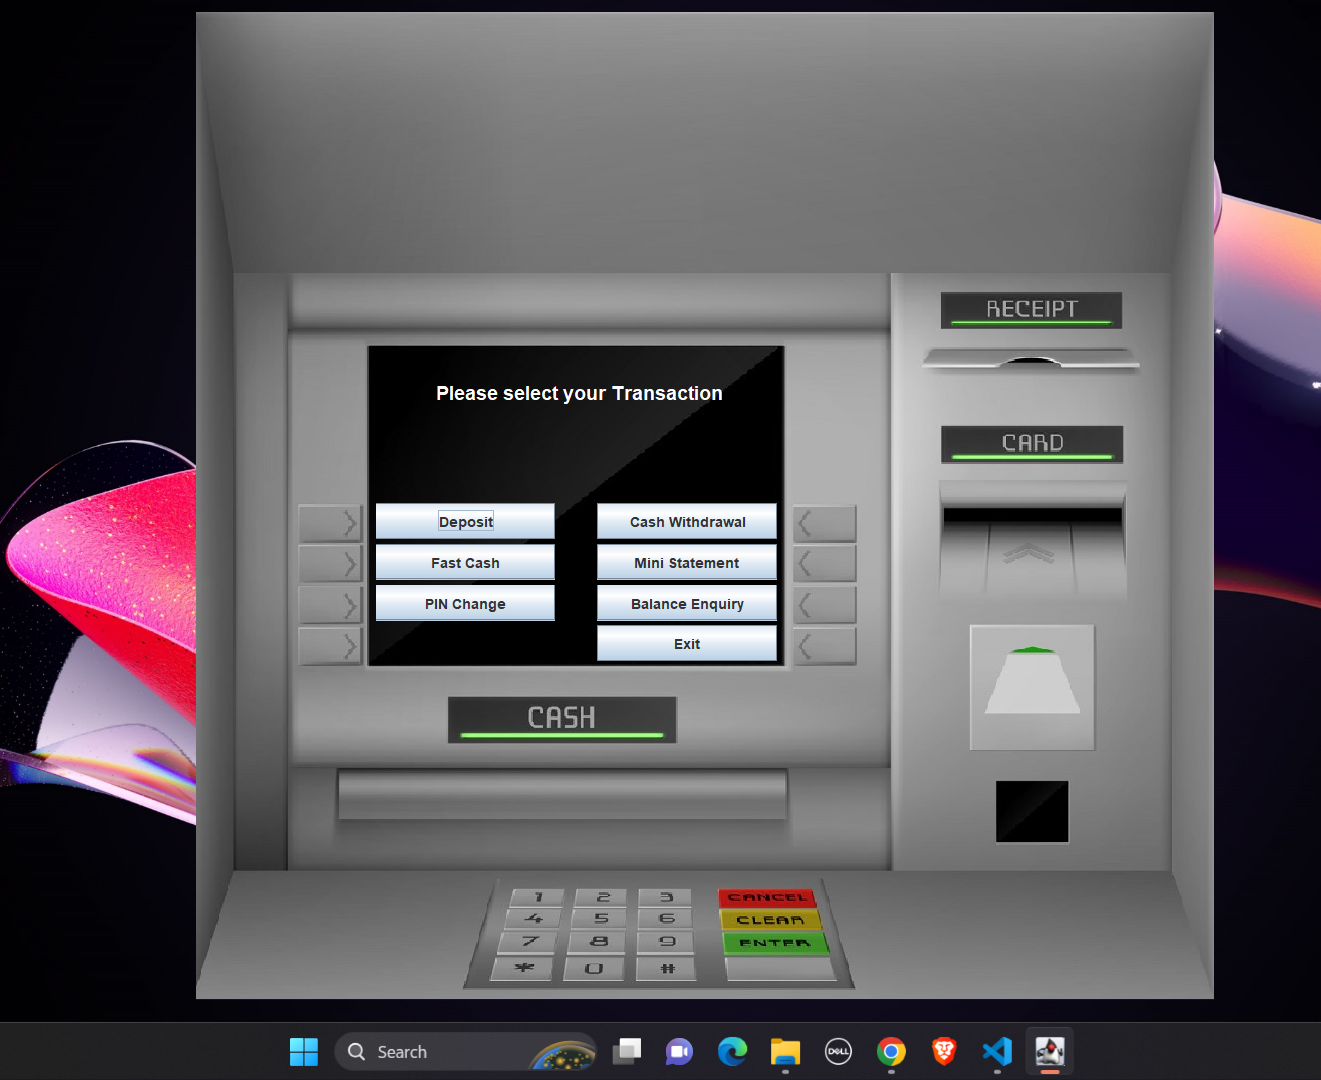 RECEIPT
Please select your Transaction
CARD
Deposit
Cash Withdrawal
Fast Cash
Mini Statement
PIN Change
Balance Enquiry
Exit
CASH
1 2 3 CANCEL
4 5 6 CLEAR
7 8 9 ENTER
* 0 #
Search
DELL